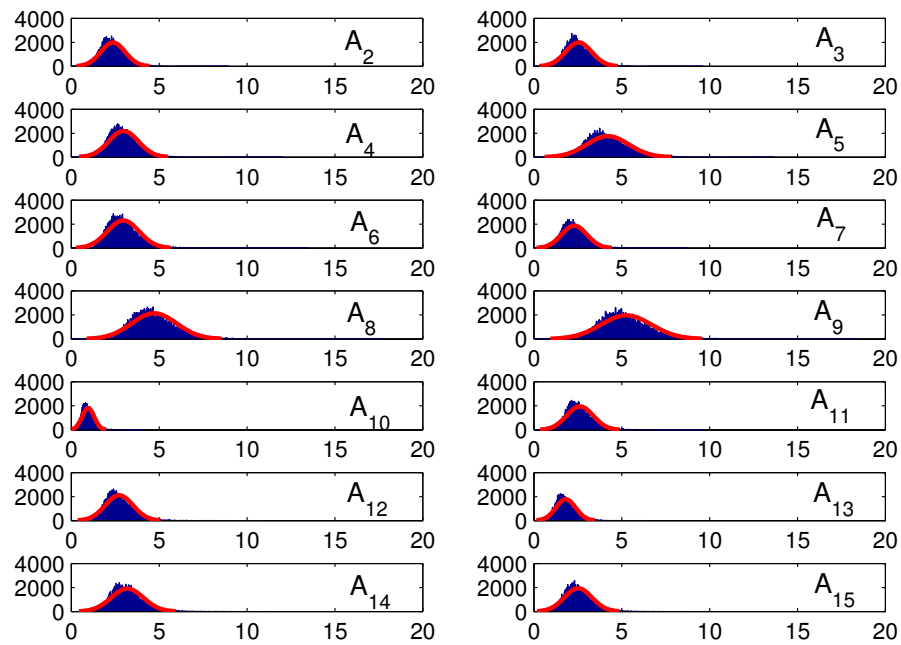 4000 2000 0 A2 0 5 10 15 20
4000 2000 0 A3 0 5 10 15 20
4000 2000 0 A4 0 5 10 15 20
4000 2000 0 A5 0 5 10 15 20
4000 2000 0 A6 0 5 10 15 20
4000 2000 0 A7 0 5 10 15 20
4000 2000 0 A8 0 5 10 15 20
4000 2000 0 A9 0 5 10 15 20
4000 2000 0 A10 0 5 10 15 20
4000 2000 0 A11 0 5 10 15 20
4000 2000 0 A12 0 5 10 15 20
4000 2000 0 A13 0 5 10 15 20
4000 2000 0 A14 0 5 10 15 20
4000 2000 0 A15 0 5 10 15 20